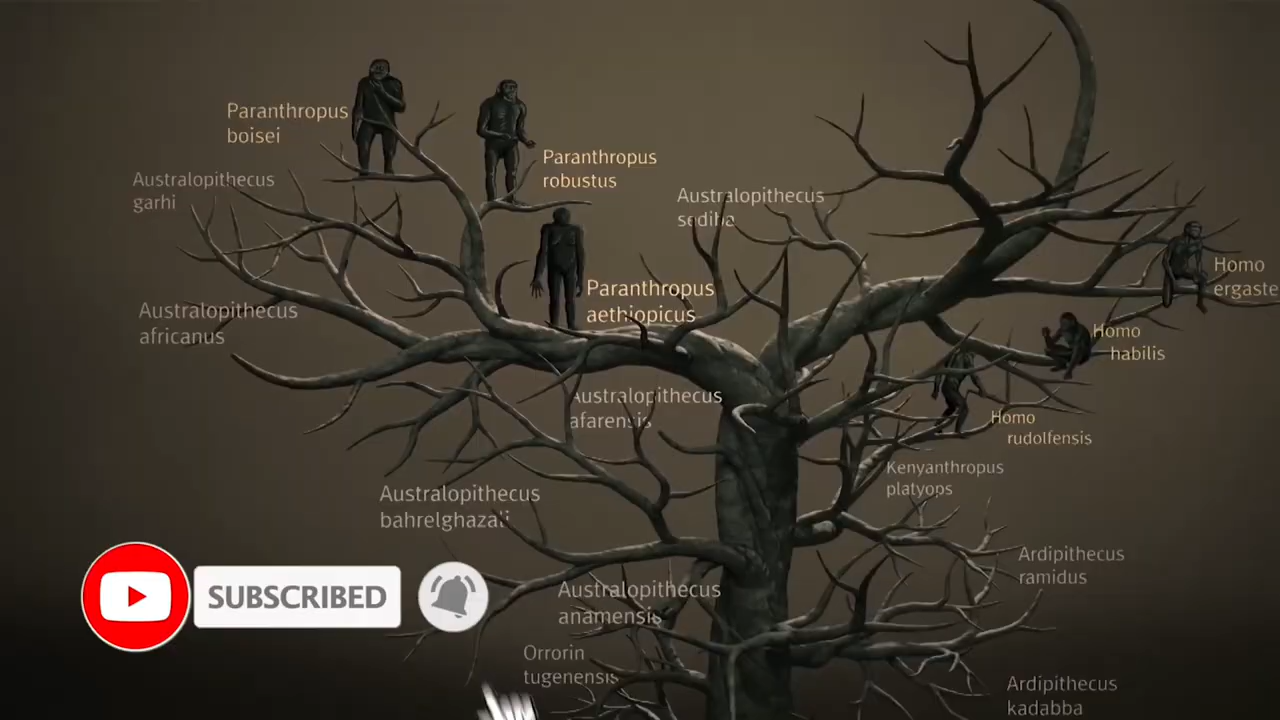 Paranthropus
boisei
Paranthropus
robustus
Australopithecus
garhi
Australopithecus
sediba
Homo
ergaste
Paranthropus
aethiopicus
Australopithecus
africanus
Homo
habilis
Australopithecus
afarensis
Homo
rudolfensis
Kenyanthropus
platyops
Australopithecus
bahrelghazali
Ardipithecus
ramidus
SUBSCRIBED
Australopithecus
anamensis
Orrorin
tugenensis
Ardipithecus
kadabba